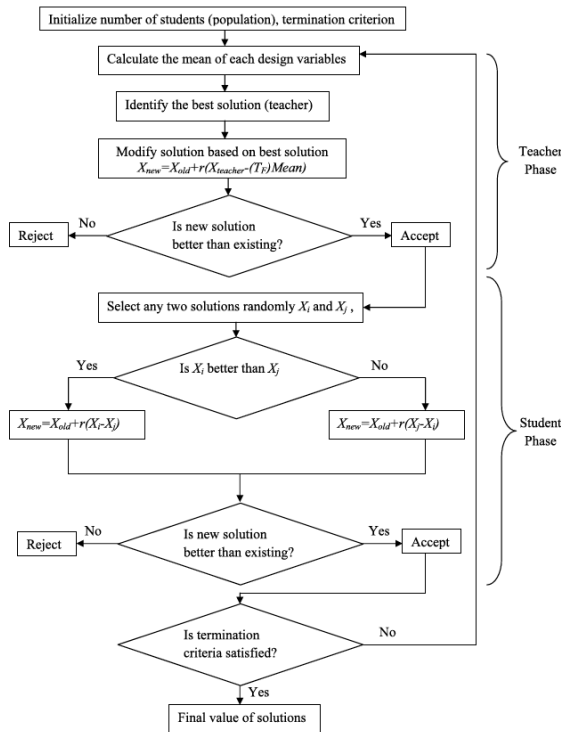 Initialize number of students (population), termination criterion
Calculate the mean of each design variables
Identify the best solution (teacher)
Modify solution based on best solution
Xnew=Xold+r(Xteacher-(TF)Mean)
Teacher
Phase
No
Is new solution
better than existing?
Yes
Reject
Accept
Select any two solutions randomly Xi and Xj ,
Yes
Is Xi better than Xj
No
Xnew=Xold+r(Xi-Xj)
Xnew=Xold+r(Xj-Xi)
Student
Phase
No
Is new solution
better than existing?
Yes
Reject
Accept
Is termination
criteria satisfied?
No
Yes
Final value of solutions